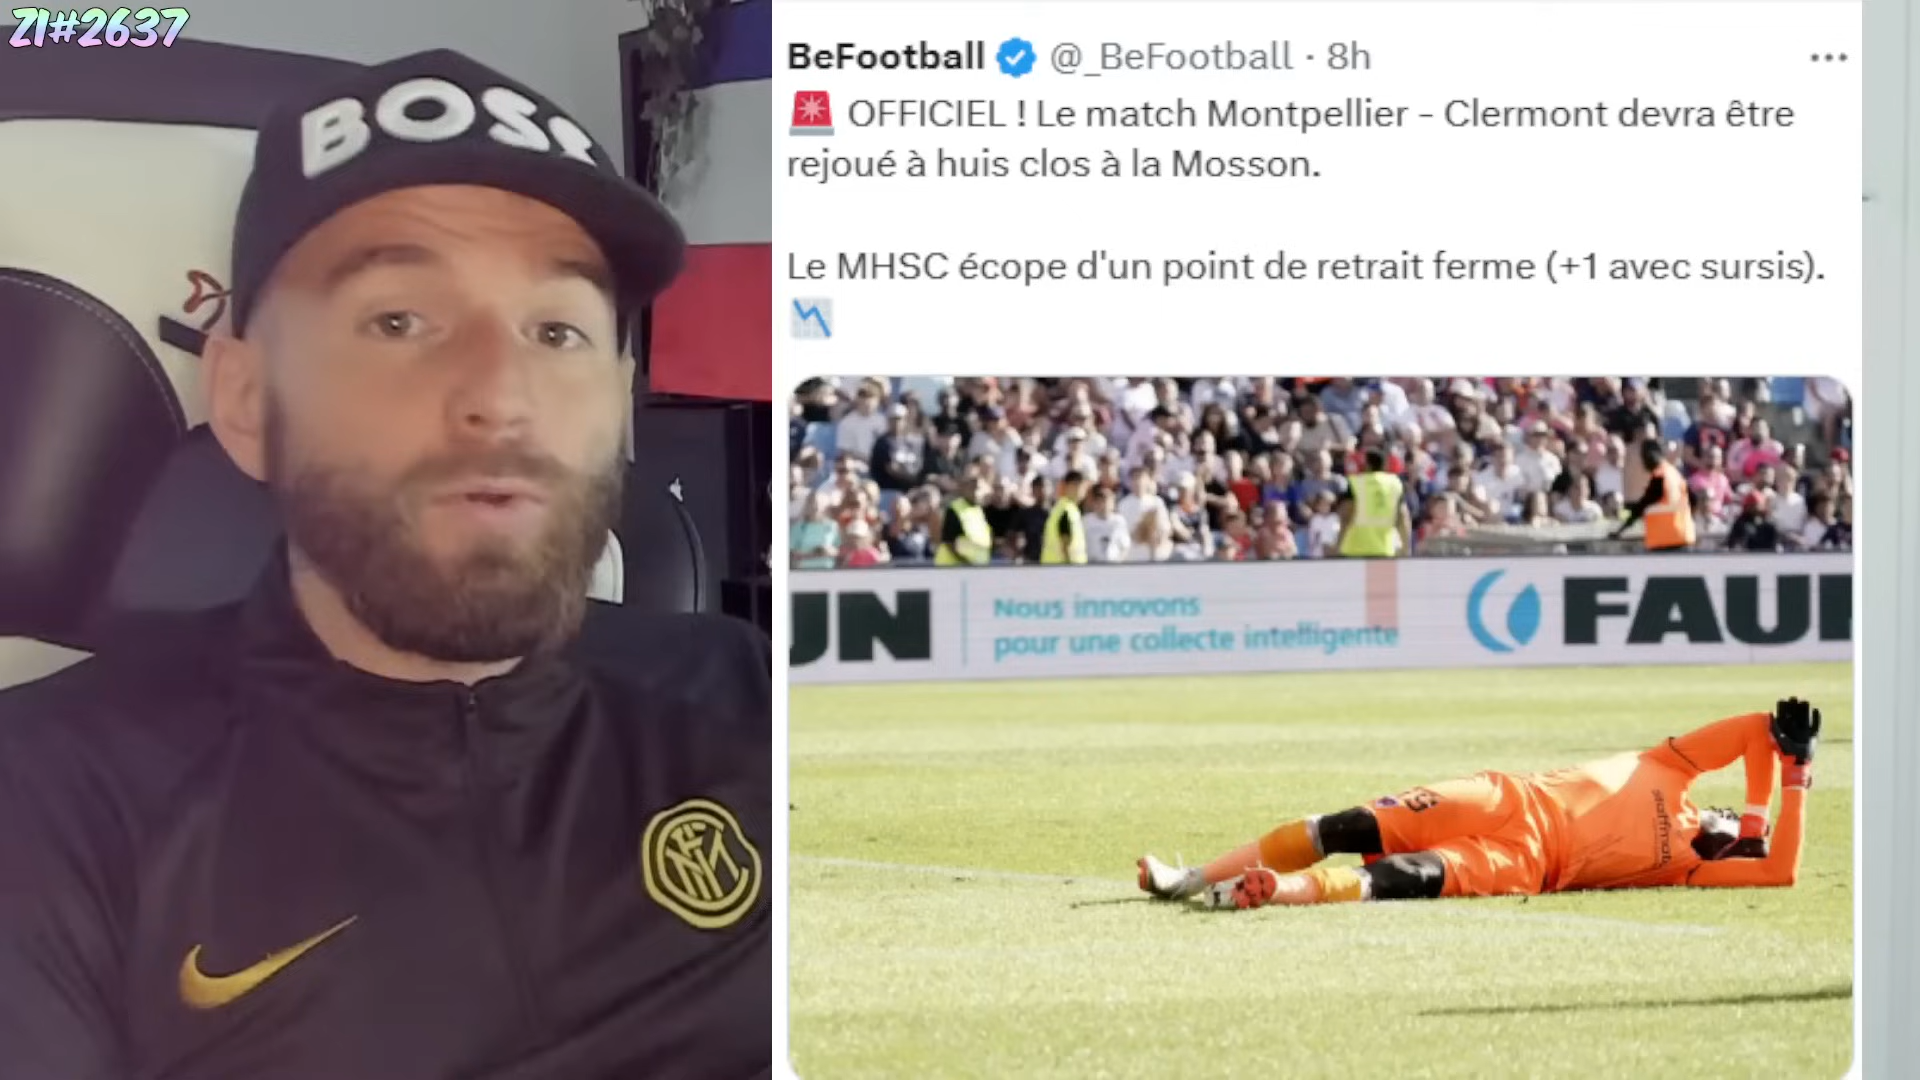 ZI#2637
BOSS
BeFootball @_BeFootball · 8h
🚨 OFFICIEL ! Le match Montpellier - Clermont devra être
rejoué à huis clos à la Mosson.
Le MHSC écope d'un point de retrait ferme (+1 avec sursis).
📉
UN Nous innovons
pour une collecte intelligente
FAU